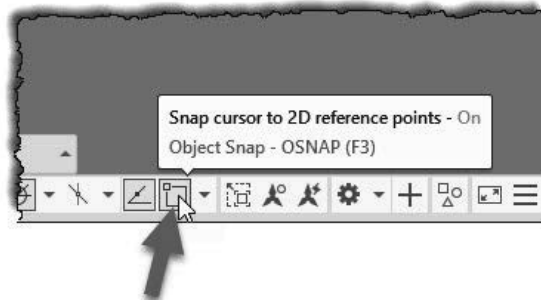 Snap cursor to 2D reference points - On
Object Snap - OSNAP (F3)